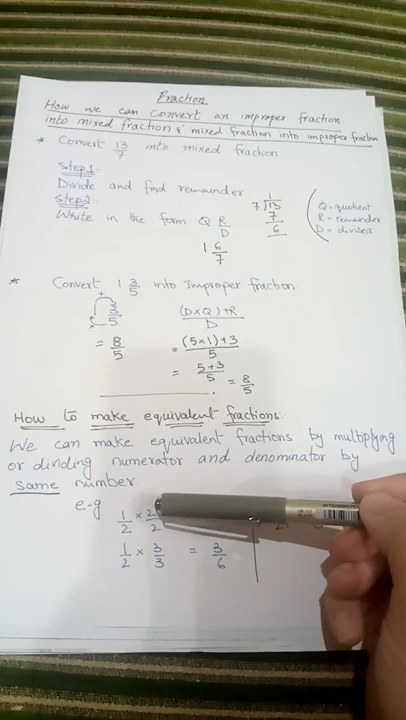 Fraction
How we can convert an improper fraction
into mixed fraction & mixed fraction into improper fraction
* Convert 13/7 into mixed fraction
Step 1
Divide and find remainder
7√13 1
7
6
Step 2:
Write in the form Q R/D
1 6/7
Q = quotient
R = remainder
D = divisor
* Convert 1 3/5 into Improper fraction
+ 1 3/5 ×
= 8/5
(D×Q)+R/D
= (5×1)+3/5
= 5+3/5 = 8/5
How to make equivalent fractions:
We can make equivalent fractions by multiplying
or dividing numerator and denominator by
same number
e-g 1/2 × 2/2
1/2 × 3/3 = 3/6